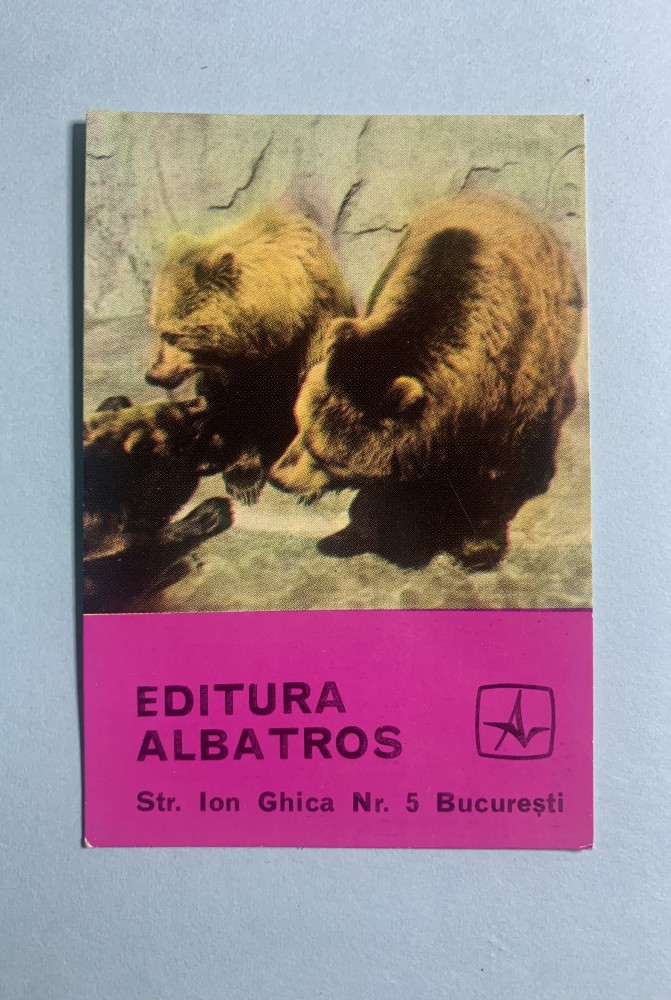 EDITURA
ALBATROS
Str. Ion Ghica Nr. 5 București